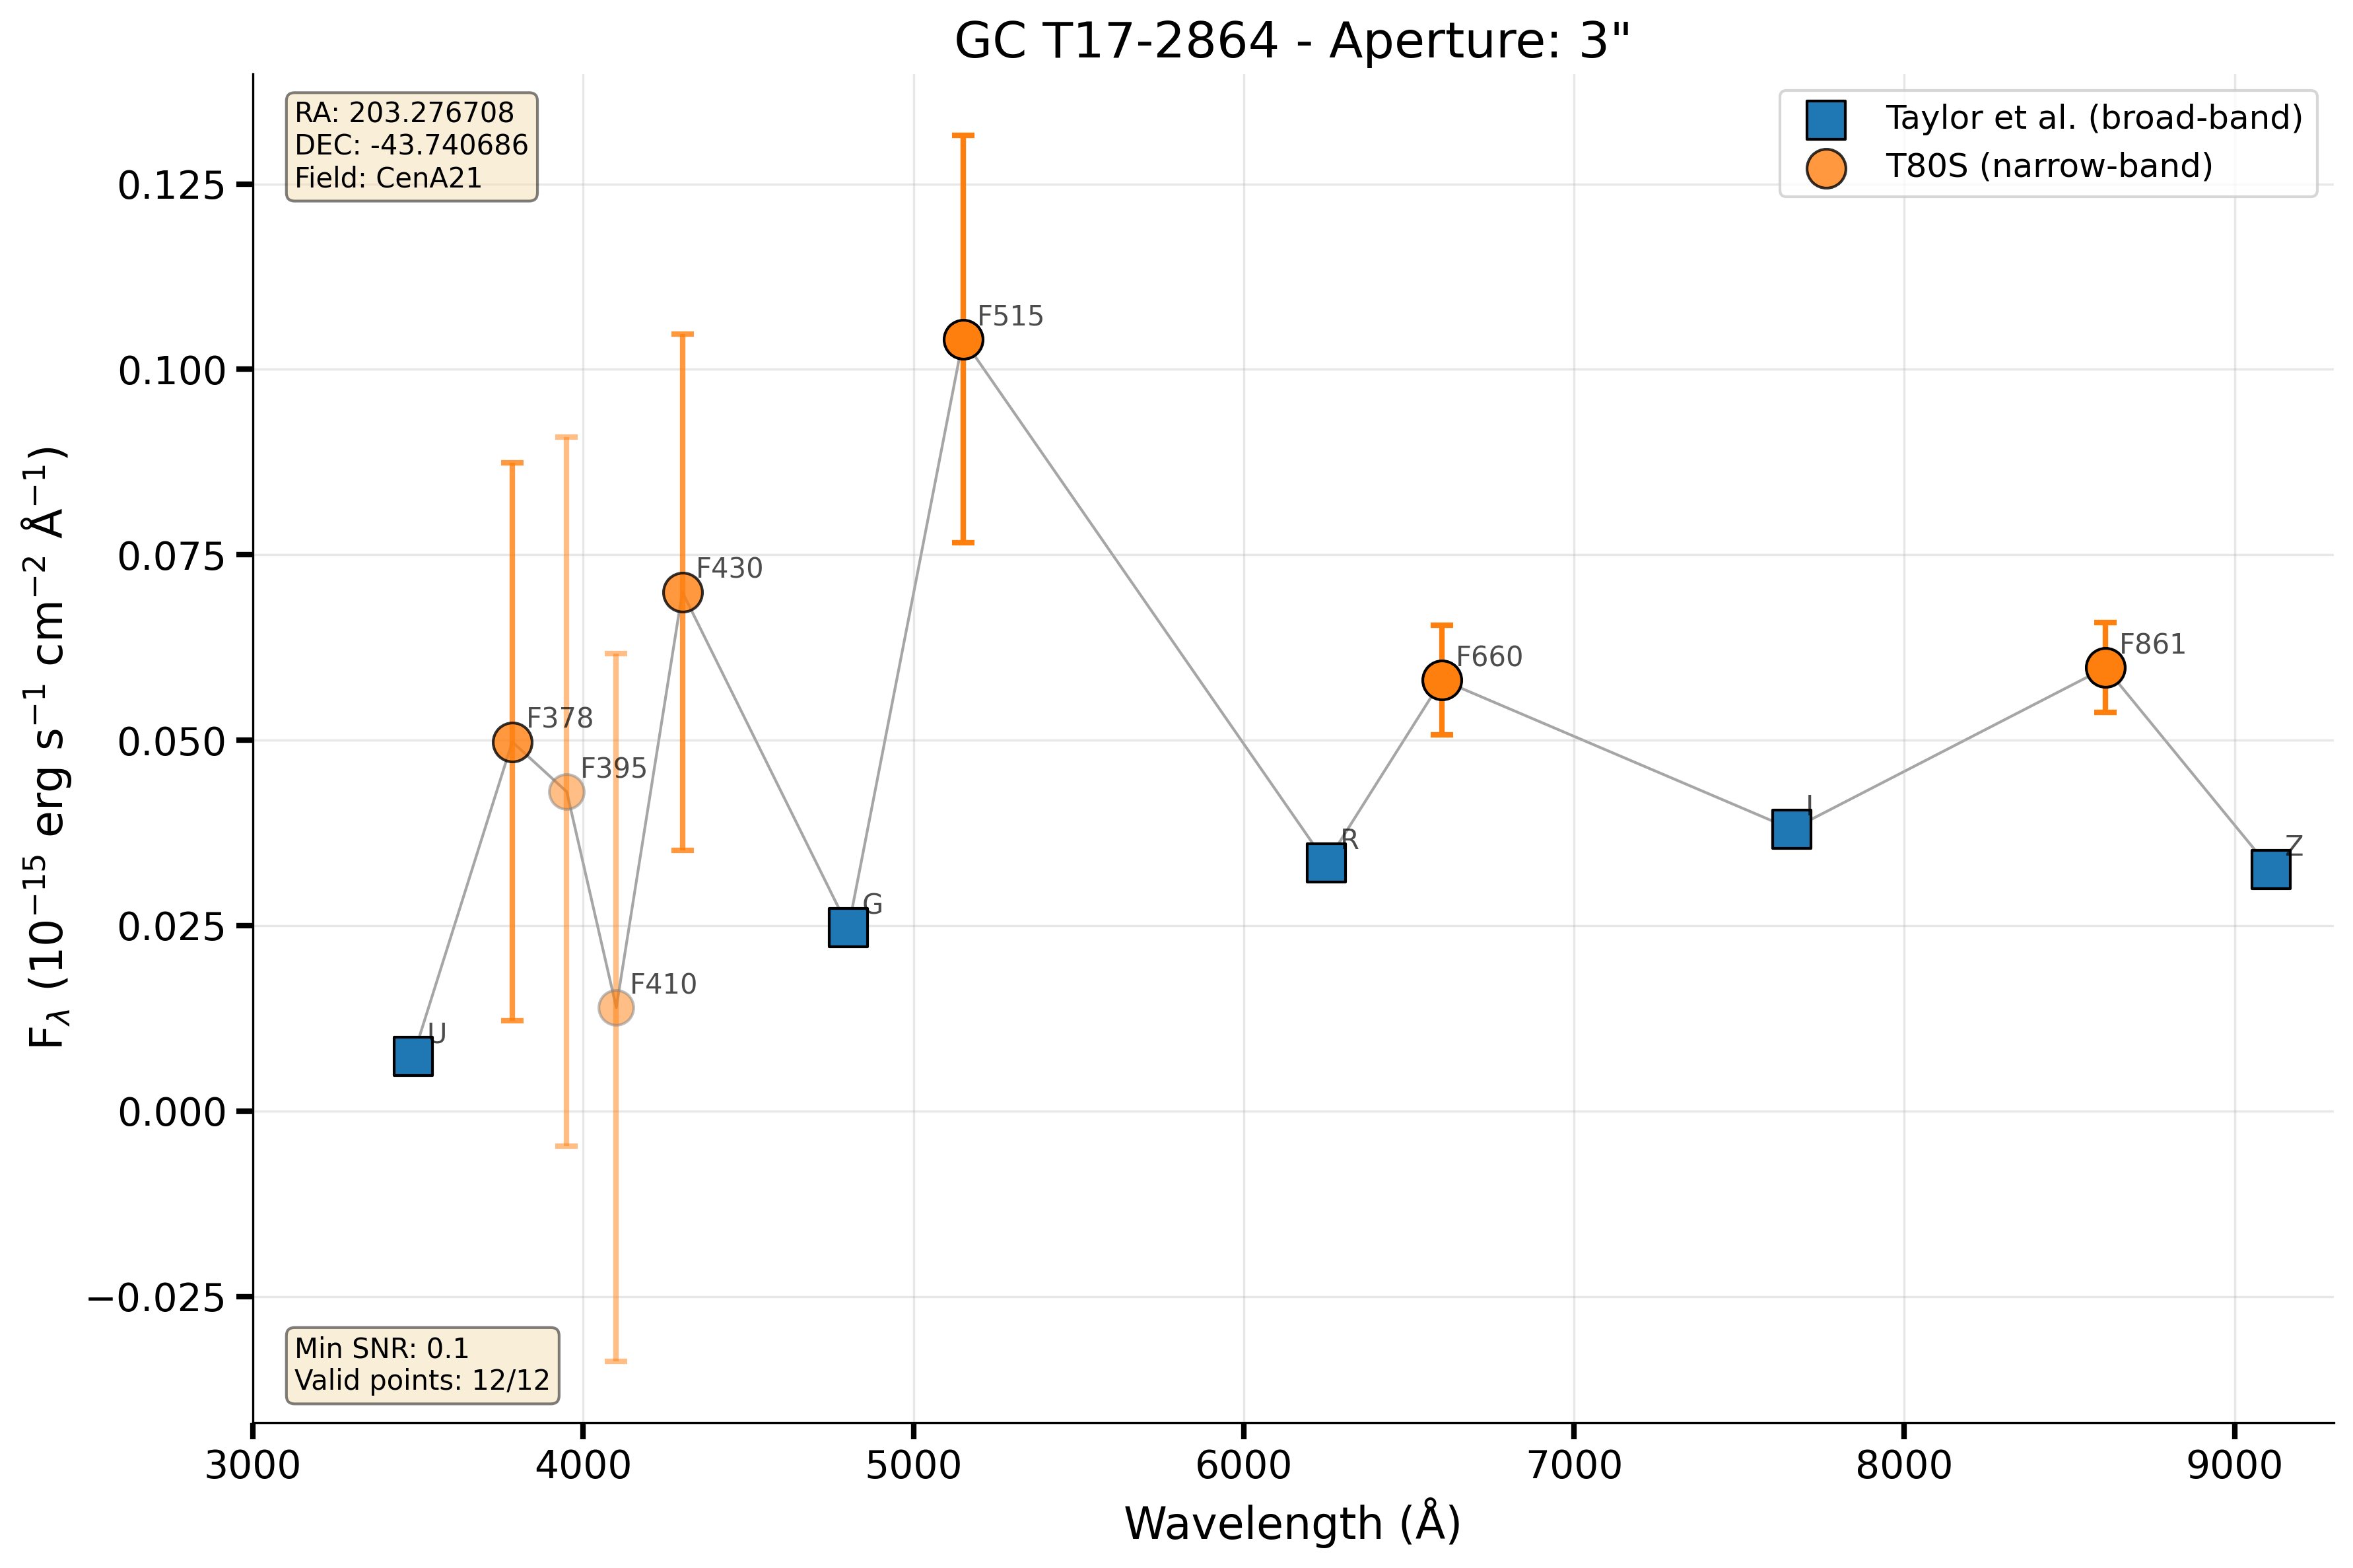 GC T17-2864 - Aperture: 3"
RA: 203.276708
DEC: -43.740686
Field: CenA21
Taylor et al. (broad-band)
T80S (narrow-band)
0.125
0.100
0.075
0.050
0.025
0.000
−0.025
F$_{λ}$ (10$^{−15}$ erg s$^{−1}$ cm$^{−2}$ Å$^{−1}$)
F515
F430
F378
F395
F410
F660
F861
U
G
R
I
Z
Min SNR: 0.1
Valid points: 12/12
3000 4000 5000 6000 7000 8000 9000
Wavelength (Å)